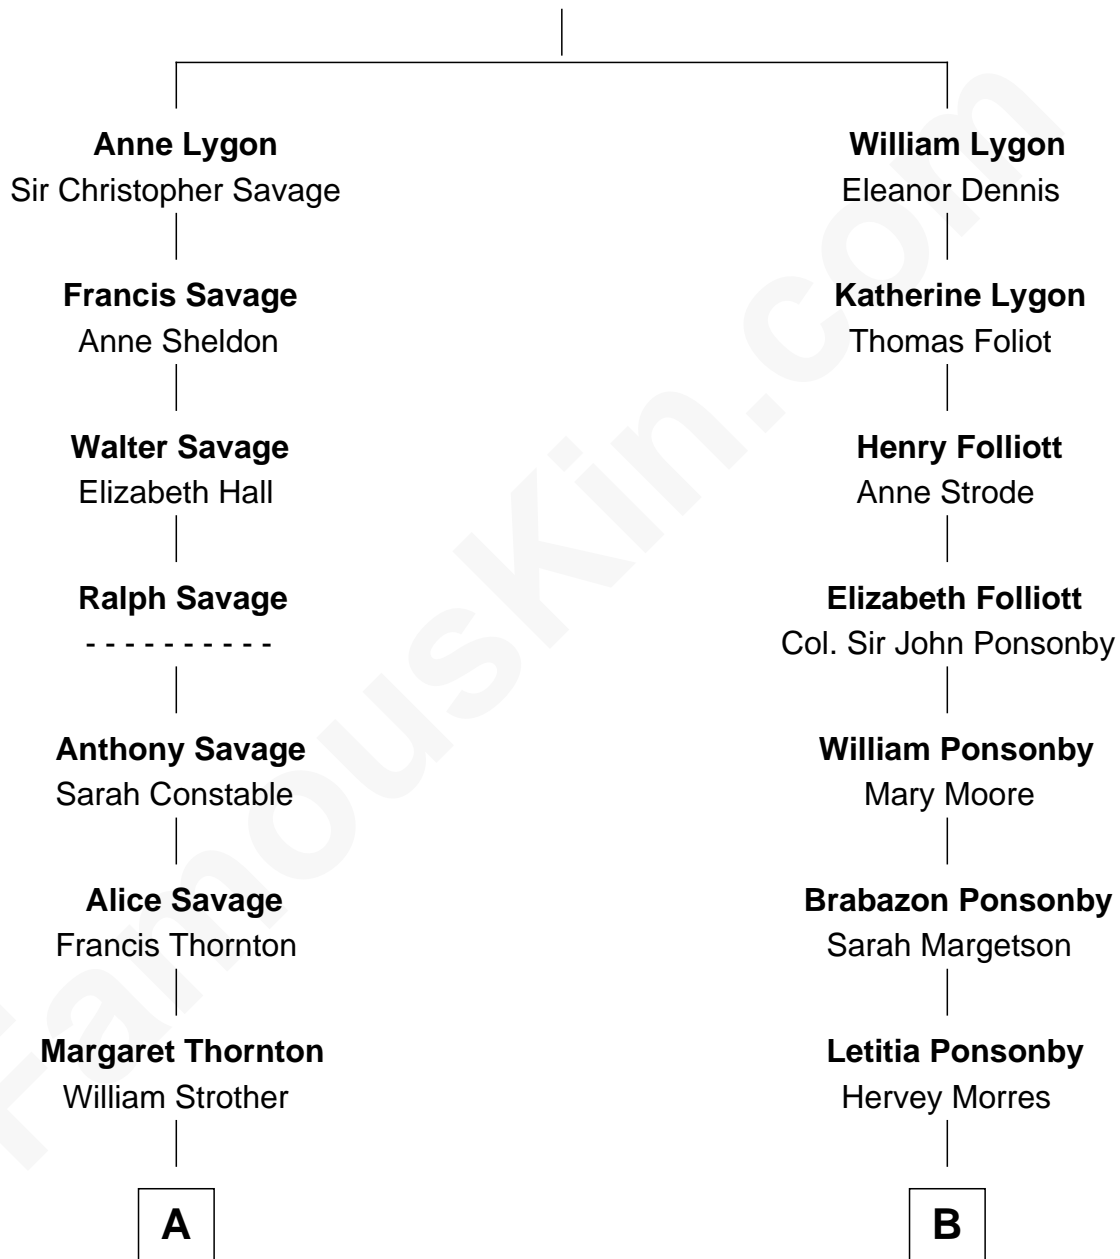 Anne Lygon
Sir Christopher Savage
William Lygon
Eleanor Dennis
Francis Savage
Anne Sheldon
Katherine Lygon
Thomas Foliot
Walter Savage
Elizabeth Hall
Henry Folliott
Anne Strode
Ralph Savage
- - - - - - - - - -
Elizabeth Folliott
Col. Sir John Ponsonby
Anthony Savage
Sarah Constable
William Ponsonby
Mary Moore
Alice Savage
Francis Thornton
Brabazon Ponsonby
Sarah Margetson
Margaret Thornton
William Strother
Letitia Ponsonby
Hervey Morres
A
B
FamousKin.com